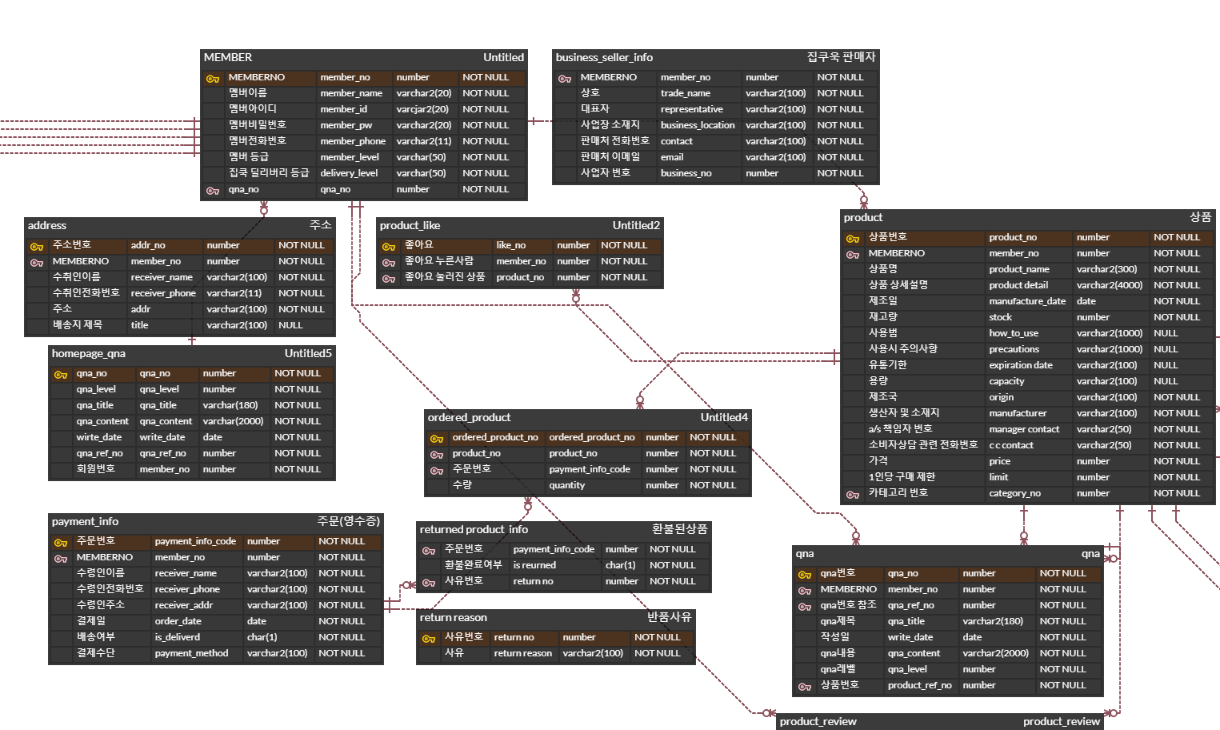 MEMBER Untitled
MEMBERNO member_no number NOT NULL
멤버이름 member_name varchar2(20) NOT NULL
멤버아이디 member_id varcjar2(20) NOT NULL
멤버비밀번호 member_pw varchar2(20) NOT NULL
멤버전화번호 member_phone varchar2(11) NOT NULL
멤버 등급 member_level varchar(50) NOT NULL
집쿡 딜리버리 등급 delivery_level varchar(50) NOT NULL
qna_no qna_no number NOT NULL
business_seller_info 집쿠욱 판매자
MEMBERNO member_no number NOT NULL
상호 trade_name varchar2(100) NOT NULL
대표자 representative varchar2(100) NOT NULL
사업장 소재지 business_location varchar2(100) NOT NULL
판매처 전화번호 contact varchar2(100) NOT NULL
판매처 이메일 email varchar2(100) NOT NULL
사업자 번호 business_no number NOT NULL
address 주소
주소번호 addr_no number NOT NULL
MEMBERNO member_no number NOT NULL
수취인이름 receiver_name varchar2(100) NOT NULL
수취인전화번호 receiver_phone varchar2(11) NOT NULL
주소 addr varchar2(100) NOT NULL
배송지 제목 title varchar2(100) NULL
product_like Untitled2
좋아요 like_no number NOT NULL
좋아요 누른사람 member_no number NOT NULL
좋아요 눌러진 상품 product_no number NOT NULL
product 상품
상품번호 product_no number NOT NULL
MEMBERNO member_no number NOT NULL
상품명 product_name varchar2(300) NOT NULL
상품 상세설명 product detail varchar2(4000) NOT NULL
제조일 manufacture_date date NOT NULL
재고량 stock number NOT NULL
사용법 how_to_use varchar2(1000) NULL
사용시 주의사항 precautions varchar2(1000) NULL
유통기한 expiration date varchar2(100) NULL
용량 capacity varchar2(100) NULL
제조국 origin varchar2(100) NOT NULL
생산자 및 소재지 manufacturer varchar2(100) NOT NULL
a/s 책임자 번호 manager contact varchar2(50) NOT NULL
소비자상담 관련 전화번호 c c contact varchar2(50) NOT NULL
가격 price number NOT NULL
1인당 구매 제한 limit number NOT NULL
카테고리 번호 category_no number NOT NULL
homepage_qna Untitled5
qna_no qna_no number NOT NULL
qna_level qna_level number NOT NULL
qna_title qna_title varchar(180) NOT NULL
qna_content qna_content varchar(2000) NOT NULL
wirte_date write_date date NOT NULL
qna_ref_no qna_ref_no number NOT NULL
회원번호 member_no number NOT NULL
ordered_product Untitled4
ordered_product_no ordered_product_no number NOT NULL
product_no product_no number NOT NULL
주문번호 payment_info_code number NOT NULL
수량 quantity number NOT NULL
payment_info 주문(영수증)
주문번호 payment_info_code number NOT NULL
MEMBERNO member_no number NOT NULL
수령인이름 receiver_name varchar2(100) NOT NULL
수령인전화번호 receiver_phone varchar2(100) NOT NULL
수령인주소 receiver_addr varchar2(100) NOT NULL
결제일 order_date date NOT NULL
배송여부 is_deliverd char(1) NOT NULL
결제수단 payment_method varchar2(100) NOT NULL
returned product_info 환불된상품
주문번호 payment_info_code number NOT NULL
환불완료여부 is reurned char(1) NOT NULL
사유번호 return no number NOT NULL
return reason 반품사유
사유번호 return no number NOT NULL
사유 return reason varchar2(100) NOT NULL
qna qna
qna번호 qna_no number NOT NULL
MEMBERNO member_no number NOT NULL
qna번호 참조 qna_ref_no number NOT NULL
qna제목 qna_title varchar2(180) NOT NULL
작성일 write_date date NOT NULL
qna내용 qna_content varchar2(2000) NOT NULL
qna레벨 qna_level number NOT NULL
상품번호 product_ref_no number NOT NULL
product_review product_review